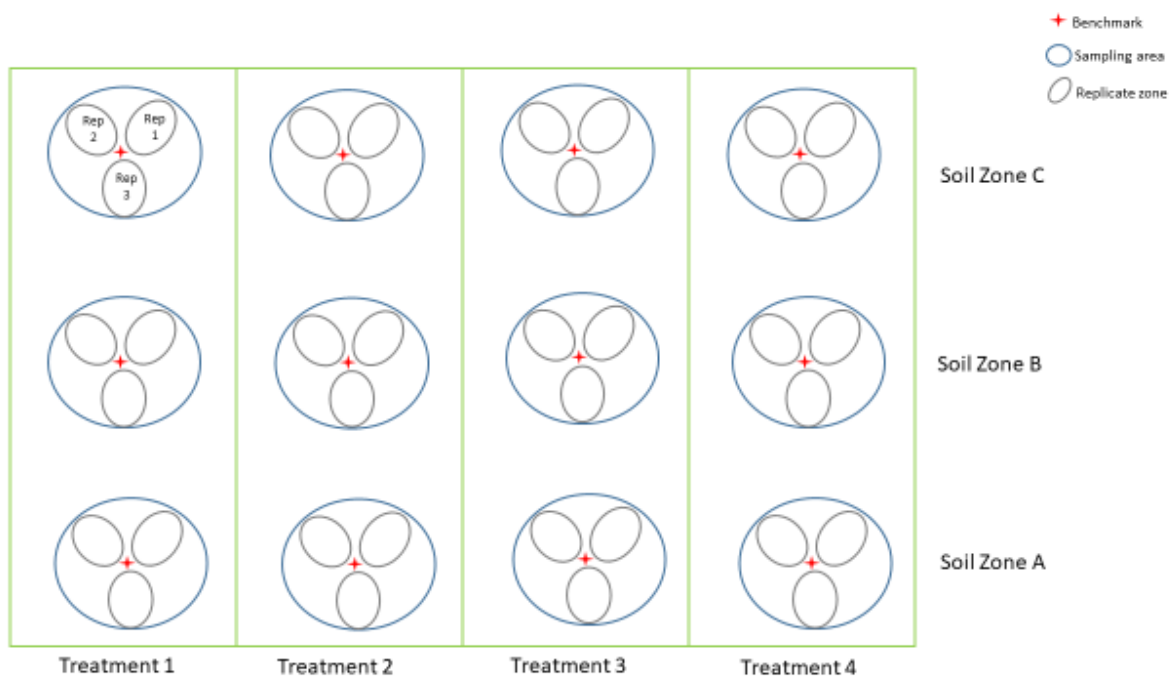 Benchmark
Sampling area
Replicate zone
Rep
2
Rep
1
Rep
3
Soil Zone C
Soil Zone B
Soil Zone A
Treatment 1
Treatment 2
Treatment 3
Treatment 4